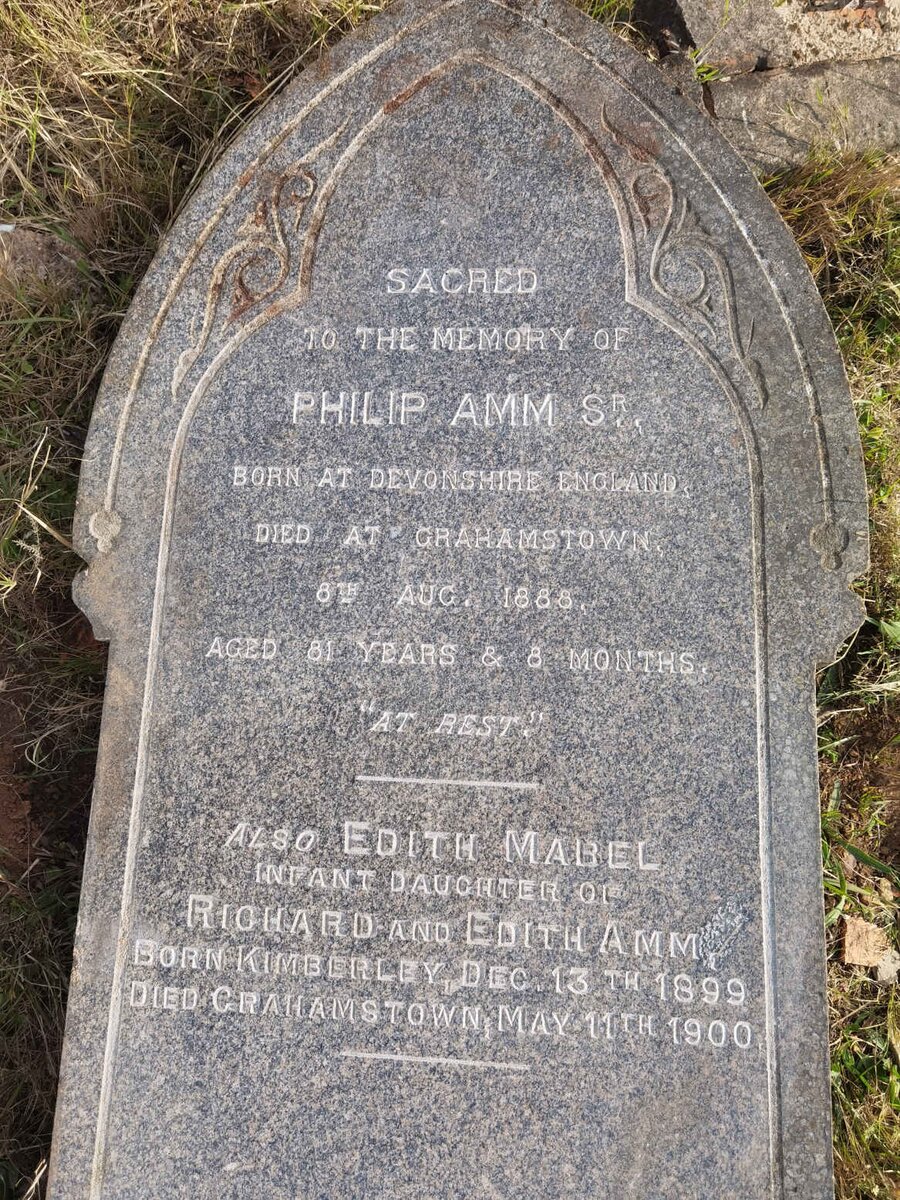 SACRED
TO THE MEMORY OF
PHILIP AMM SR.,
BORN AT DEVONSHIRE ENGLAND,
DIED AT GRAHAMSTOWN,
8TH AUG. 1888,
AGED 81 YEARS & 8 MONTHS.
"AT REST."
ALSO EDITH MABEL
INFANT DAUGHTER OF
RICHARD AND EDITH AMM,
BORN KIMBERLEY, DEC. 13TH 1899
DIED GRAHAMSTOWN, MAY 11TH 1900.